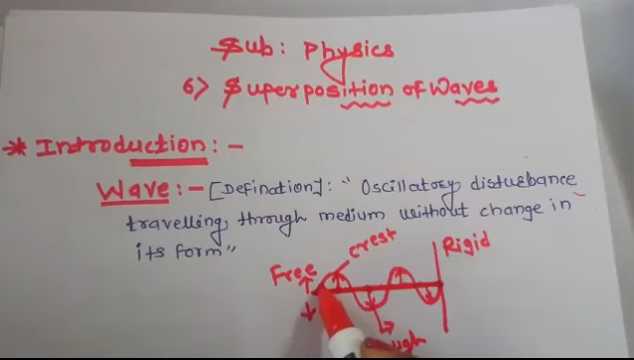 Sub: Physics
6> Superposition of Waves
* Introduction:-
Wave:- [Defination]: " Oscillatory disturbance
travelling through medium without change in
its form"
Crest
Rigid
Free